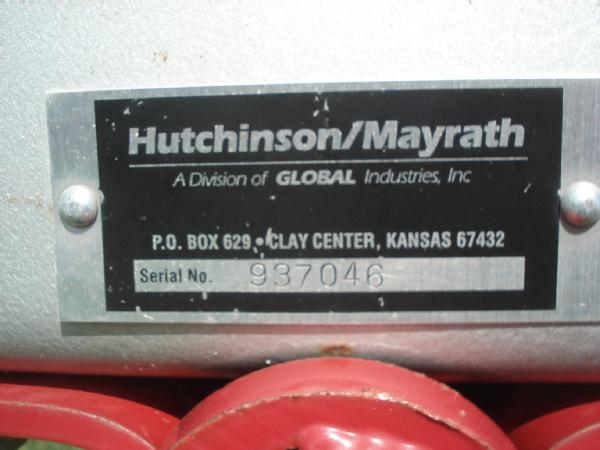 Hutchinson/Mayrath
A Division of GLOBAL Industries, Inc
P.O. BOX 629 • CLAY CENTER, KANSAS 67432
Serial No. 937046